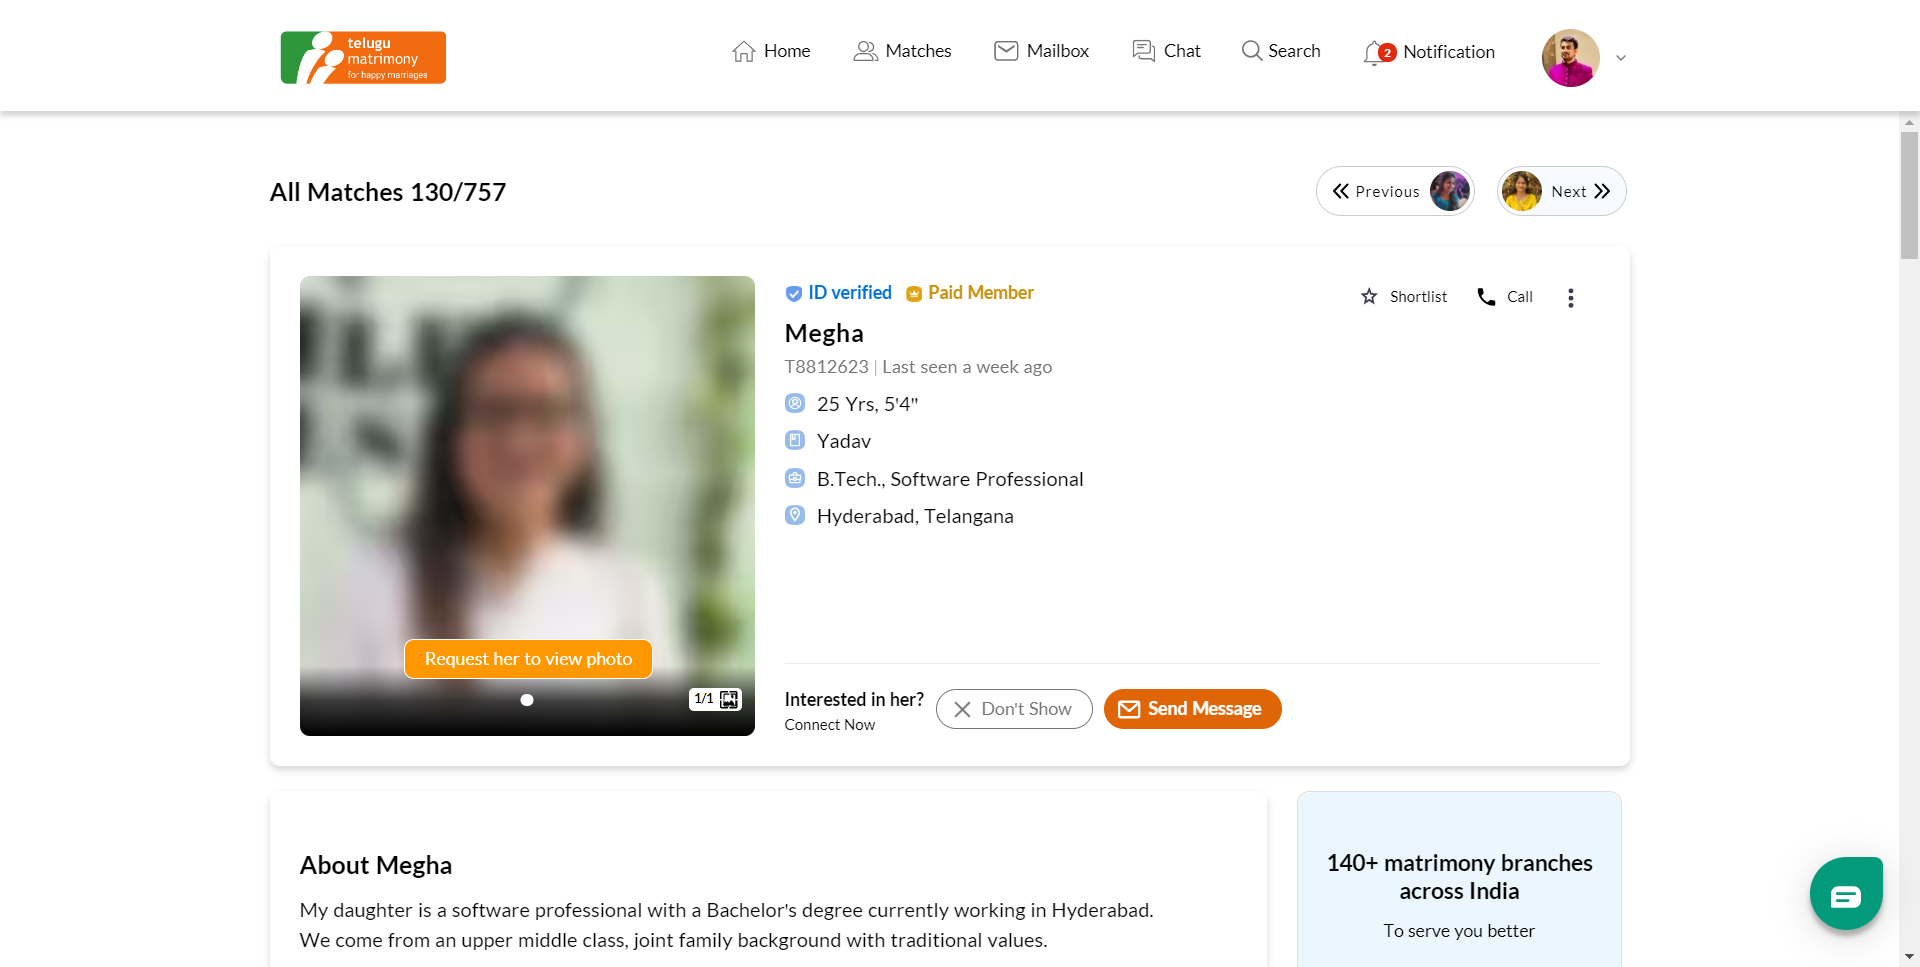 telugu
matrimony
for happy marriages
Home
Matches
Mailbox
Chat
Search
2
Notification
All Matches 130/757
Previous
Next
ID verified
Paid Member
Shortlist
Call
Megha
T8812623 | Last seen a week ago
25 Yrs, 5'4"
Yadav
B.Tech., Software Professional
Hyderabad, Telangana
Request her to view photo
1/1
Interested in her?
Connect Now
Don't Show
Send Message
About Megha
My daughter is a software professional with a Bachelor's degree currently working in Hyderabad.
We come from an upper middle class, joint family background with traditional values.
140+ matrimony branches
across India
To serve you better